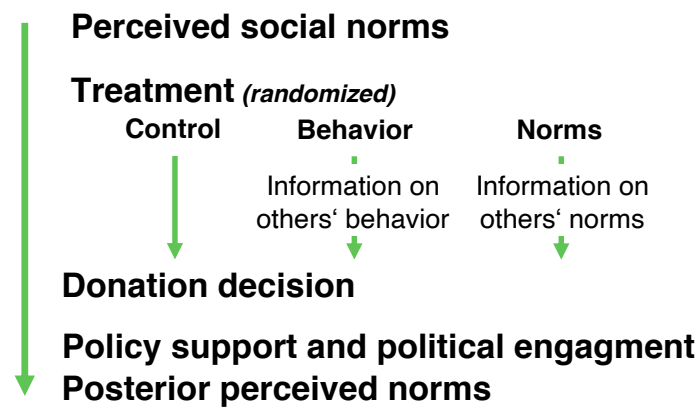 Perceived social norms
Treatment (randomized)
Control Behavior Norms
Information on Information on
others‘ behavior others‘ norms
Donation decision
Policy support and political engagment
Posterior perceived norms